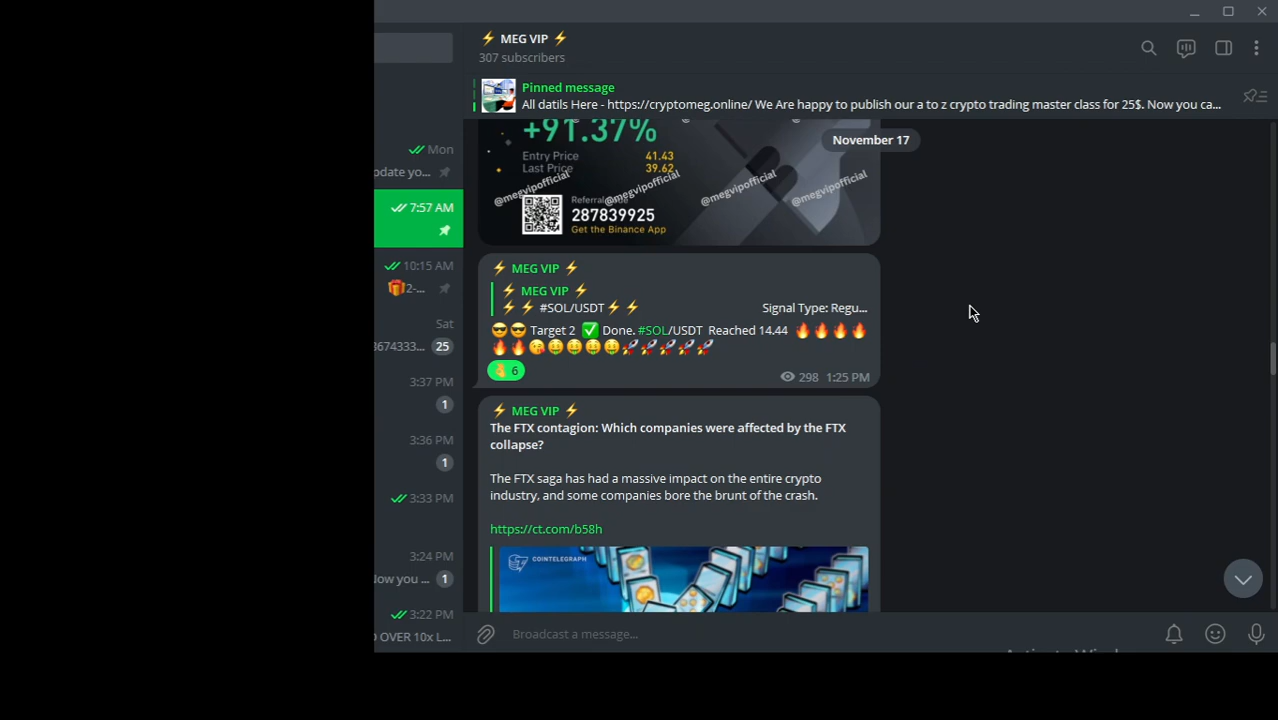 ⚡ MEG VIP ⚡
307 subscribers
Pinned message
All datils Here - https://cryptomeg.online/ We Are happy to publish our a to z crypto trading master class for 25$. Now you ca...
November 17
+91.37%
Entry Price 41.43
Last Price 39.62
@megvipofficial @megvipofficial @megvipofficial @megvipofficial
287839925
Get the Binance App
⚡ MEG VIP ⚡
⚡ MEG VIP ⚡
⚡ ⚡ #SOL/USDT ⚡ ⚡ Signal Type: Regu...
😎😎 Target 2 ✅ Done. #SOL/USDT Reached 14.44 🔥🔥🔥🔥
🔥🔥😘🤑🤑🤑🤑🚀🚀🚀🚀🚀
6
298 1:25 PM
⚡ MEG VIP ⚡
The FTX contagion: Which companies were affected by the FTX
collapse?
The FTX saga has had a massive impact on the entire crypto
industry, and some companies bore the brunt of the crash.
https://ct.com/b58h
COINTELEGRAPH
Broadcast a message...
Mon
pdate yo...
7:57 AM
10:15 AM
🎁2-...
Sat
3674333... 25
3:37 PM
1
3:36 PM
1
3:33 PM
3:24 PM
Now you ... 1
3:22 PM
OVER 10x L...